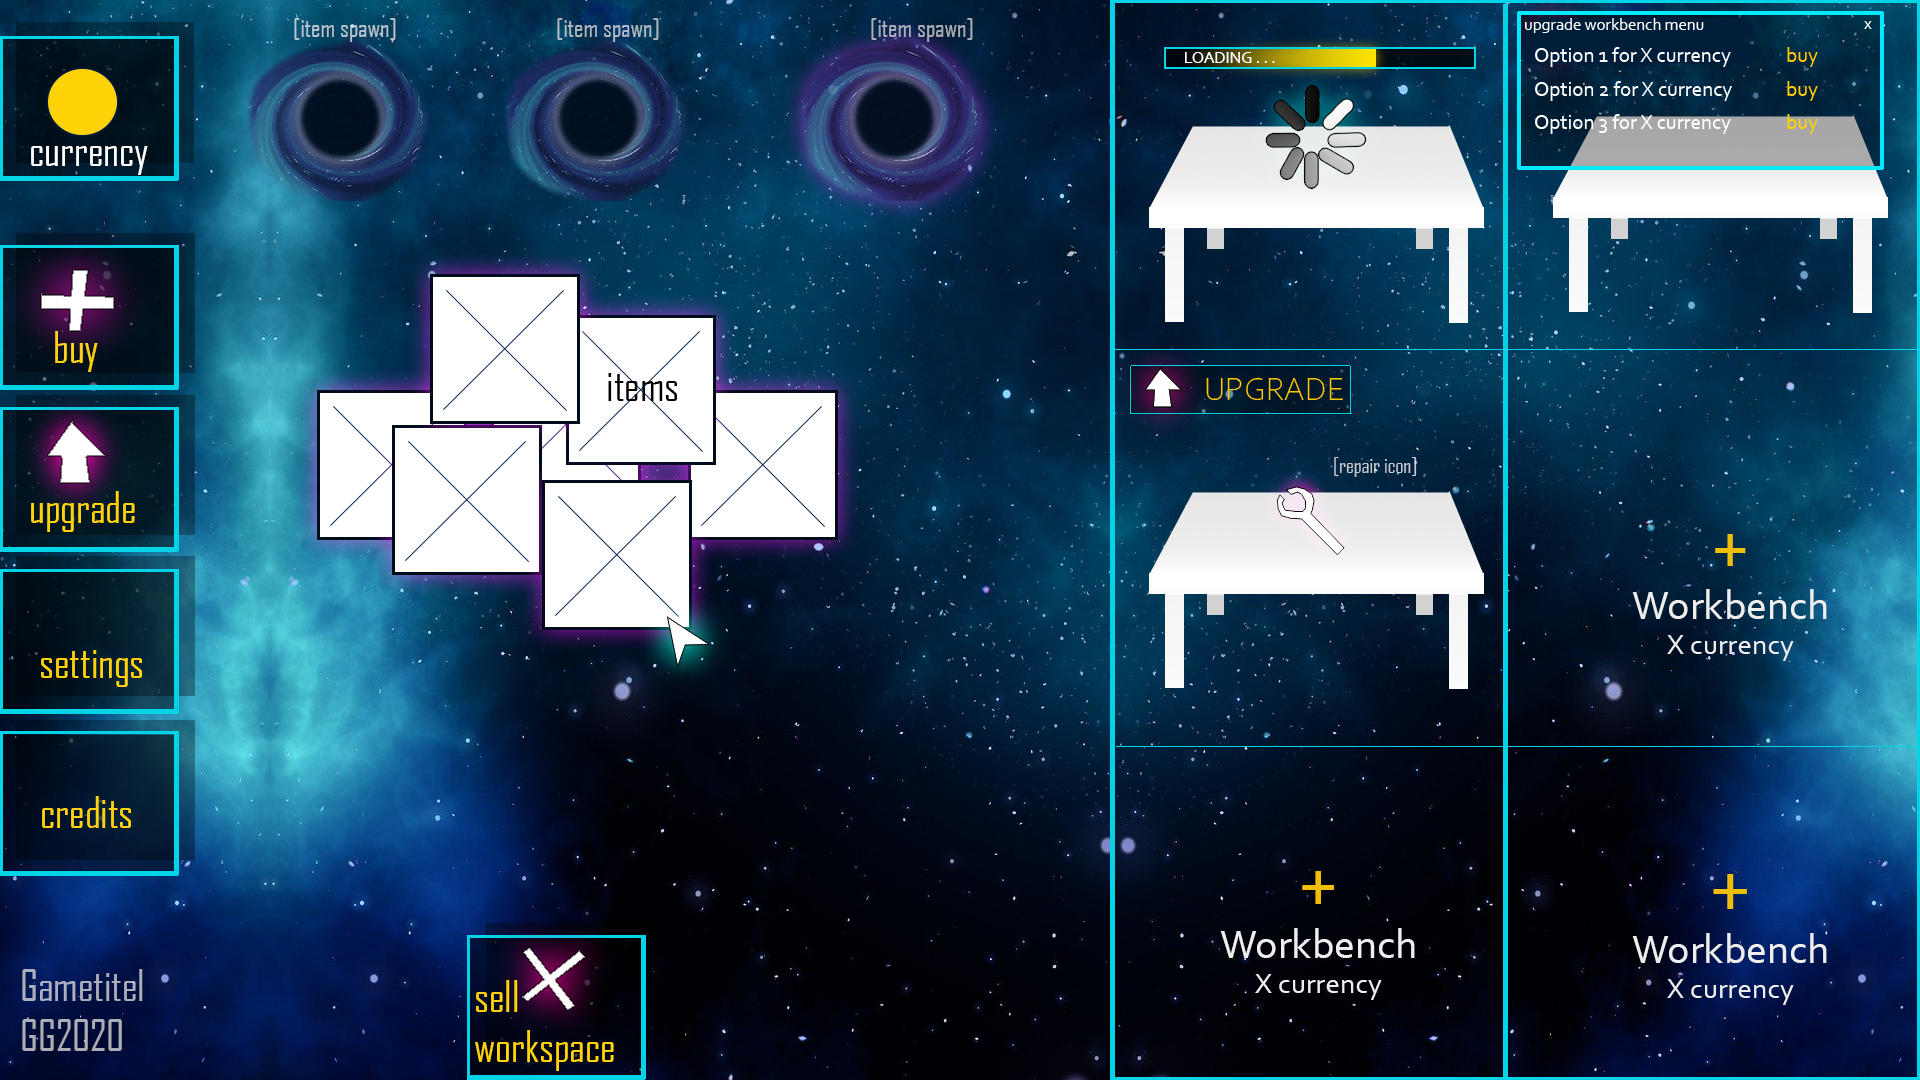 [item spawn]
[item spawn]
[item spawn]
currency
buy
upgrade
settings
credits
Gametitel
GG2020
items
sell
workspace
LOADING . . .
upgrade workbench menu x
Option 1 for X currency buy
Option 2 for X currency buy
Option 3 for X currency buy
UPGRADE
[repair icon]
+
Workbench
X currency
+
Workbench
X currency
+
Workbench
X currency